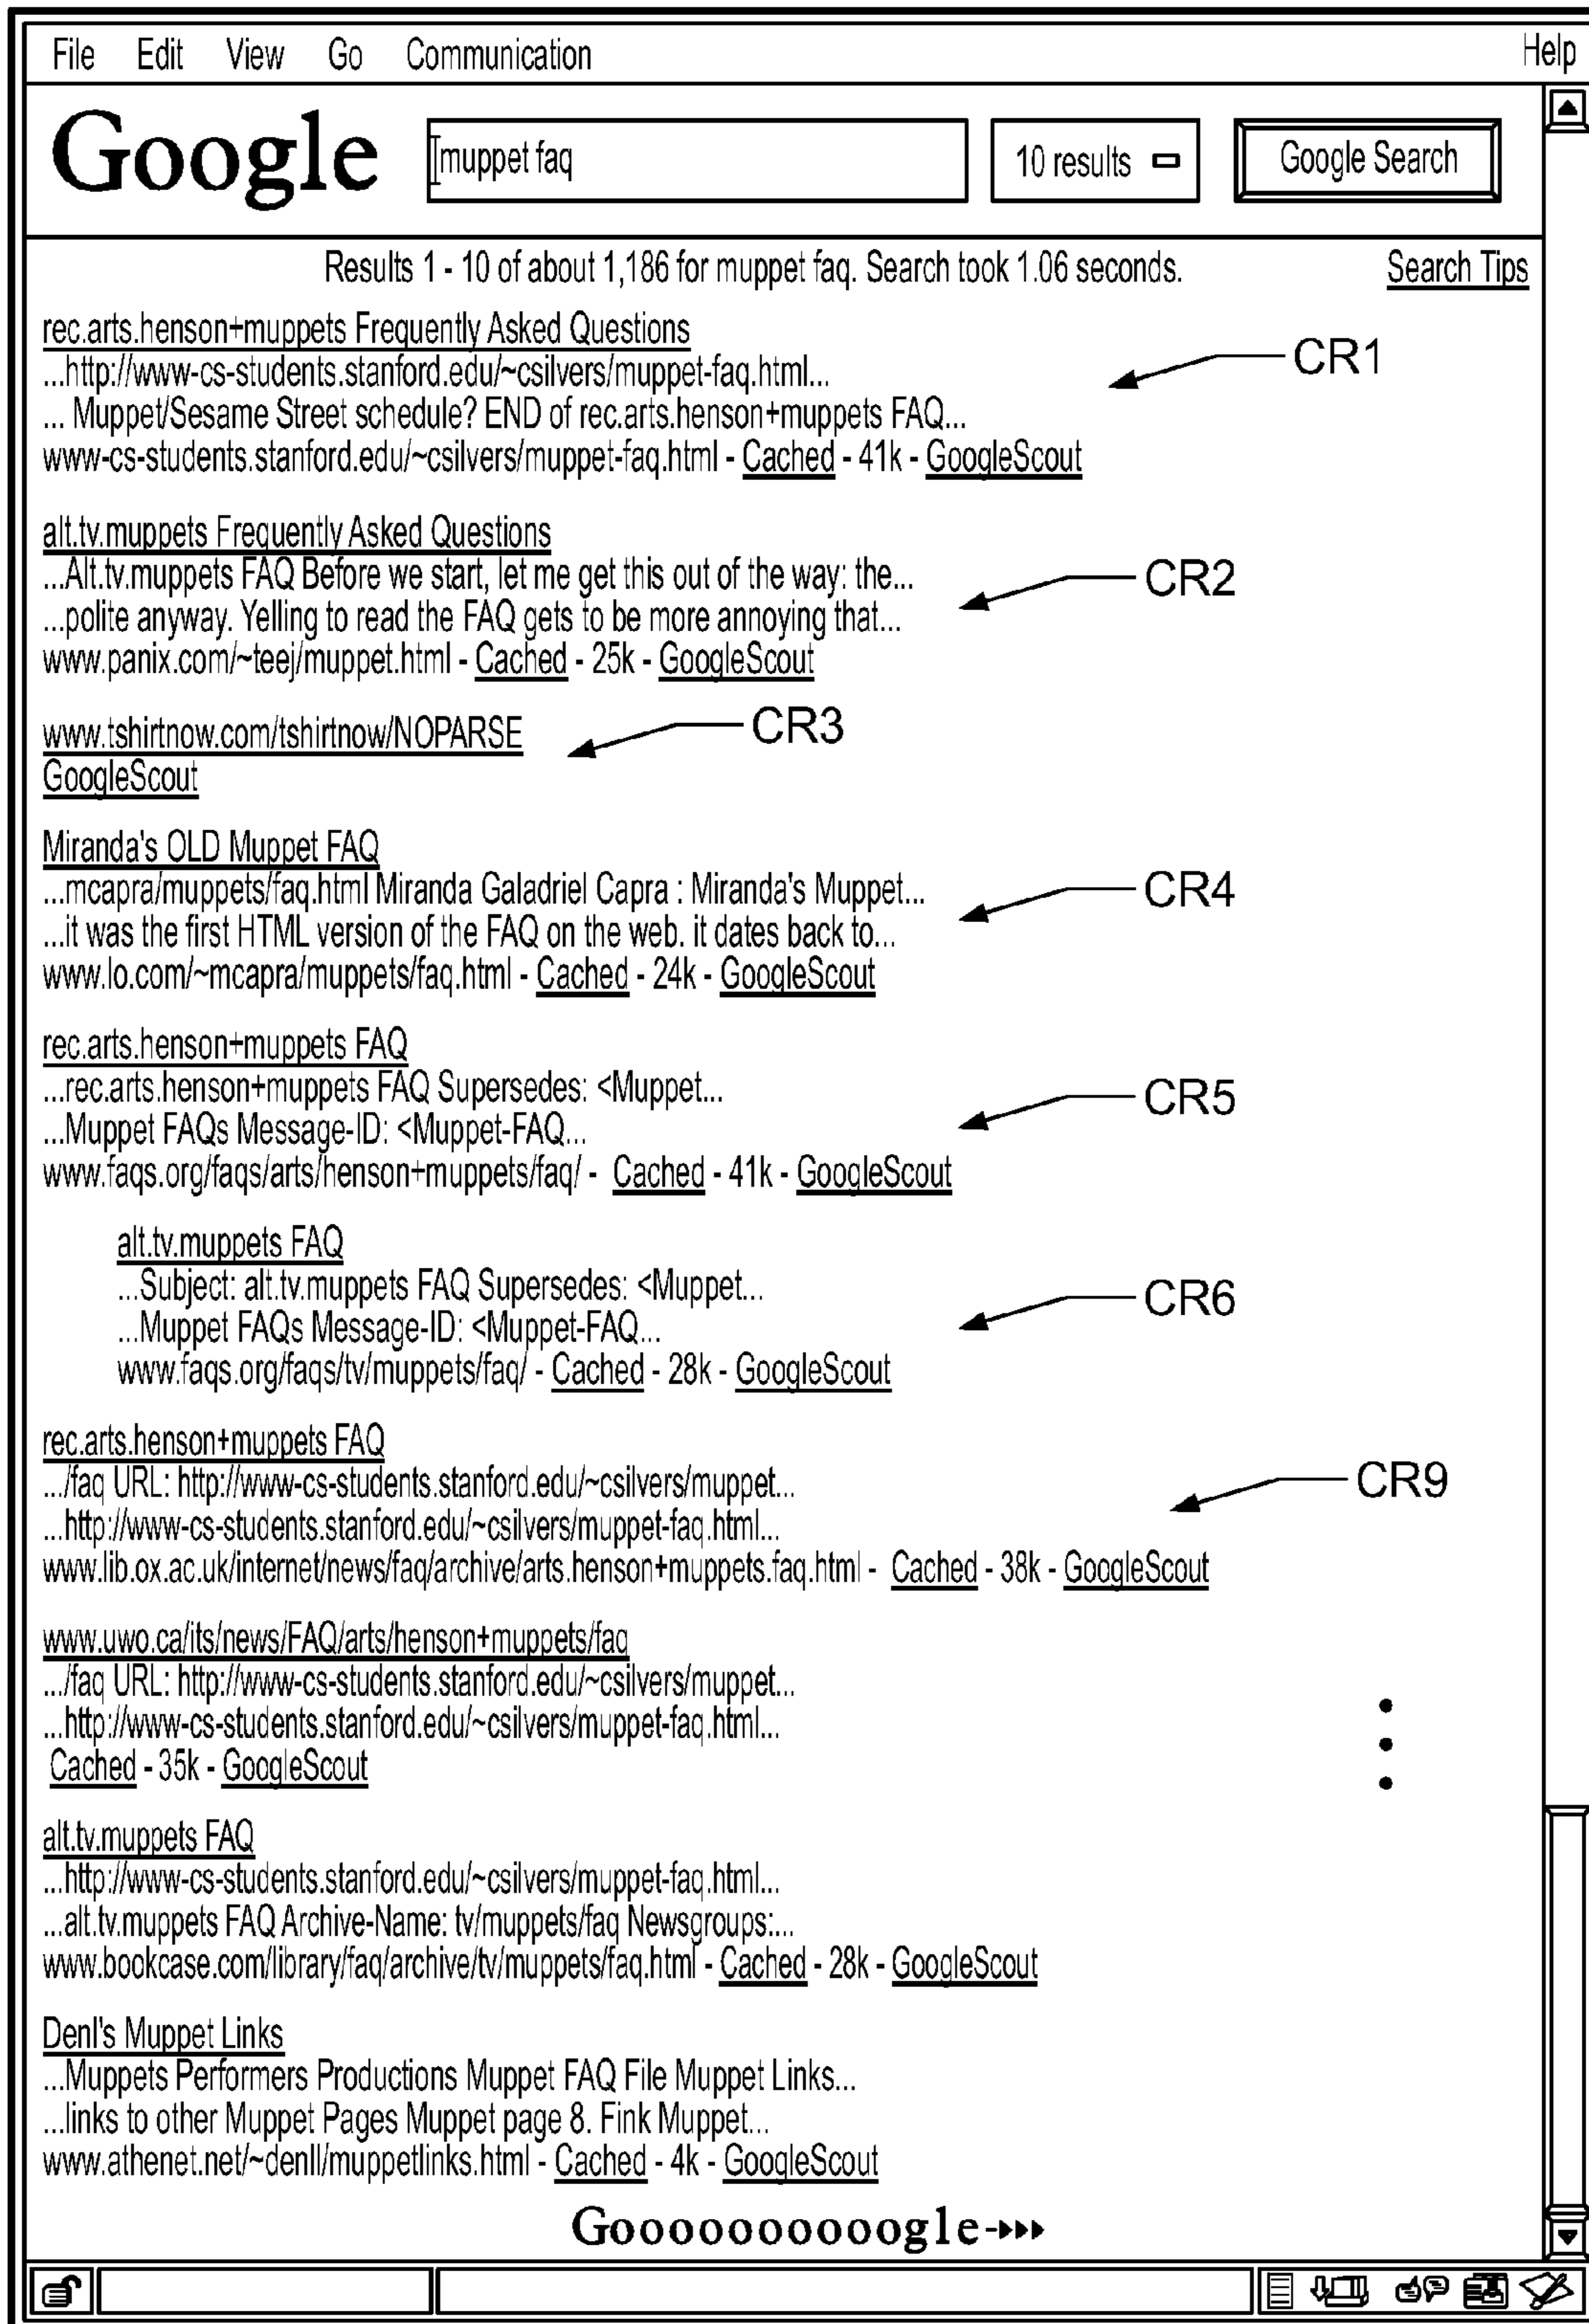 File Edit View Go Communication Help
Google muppet faq 10 results Google Search
Results 1 - 10 of about 1,186 for muppet faq. Search took 1.06 seconds. Search Tips
rec.arts.henson+muppets Frequently Asked Questions
...http://www-cs-students.stanford.edu/~csilvers/muppet-faq.html...
... Muppet/Sesame Street schedule? END of rec.arts.henson+muppets FAQ...
www-cs-students.stanford.edu/~csilvers/muppet-faq.html - Cached - 41k - GoogleScout
CR1
alt.tv.muppets Frequently Asked Questions
...Alt.tv.muppets FAQ Before we start, let me get this out of the way: the...
...polite anyway. Yelling to read the FAQ gets to be more annoying that...
www.panix.com/~teej/muppet.html - Cached - 25k - GoogleScout
CR2
www.tshirtnow.com/tshirtnow/NOPARSE
GoogleScout
CR3
Miranda's OLD Muppet FAQ
...mcapra/muppets/faq.html Miranda Galadriel Capra : Miranda's Muppet...
...it was the first HTML version of the FAQ on the web. it dates back to...
www.lo.com/~mcapra/muppets/faq.html - Cached - 24k - GoogleScout
CR4
rec.arts.henson+muppets FAQ
...rec.arts.henson+muppets FAQ Supersedes: <Muppet...
...Muppet FAQs Message-ID: <Muppet-FAQ...
www.faqs.org/faqs/arts/henson+muppets/faq/ - Cached - 41k - GoogleScout
CR5
alt.tv.muppets FAQ
...Subject: alt.tv.muppets FAQ Supersedes: <Muppet...
...Muppet FAQs Message-ID: <Muppet-FAQ...
www.faqs.org/faqs/tv/muppets/faq/ - Cached - 28k - GoogleScout
CR6
rec.arts.henson+muppets FAQ
.../faq URL: http://www-cs-students.stanford.edu/~csilvers/muppet...
...http://www-cs-students.stanford.edu/~csilvers/muppet-faq.html...
www.lib.ox.ac.uk/internet/news/faq/archive/arts.henson+muppets.faq.html - Cached - 38k - GoogleScout
CR9
www.uwo.ca/its/news/FAQ/arts/henson+muppets/faq
.../faq URL: http://www-cs-students.stanford.edu/~csilvers/muppet...
...http://www-cs-students.stanford.edu/~csilvers/muppet-faq.html...
Cached - 35k - GoogleScout
alt.tv.muppets FAQ
...http://www-cs-students.stanford.edu/~csilvers/muppet-faq.html...
...alt.tv.muppets FAQ Archive-Name: tv/muppets/faq Newsgroups:...
www.bookcase.com/library/faq/archive/tv/muppets/faq.html - Cached - 28k - GoogleScout
Denl's Muppet Links
...Muppets Performers Productions Muppet FAQ File Muppet Links...
...links to other Muppet Pages Muppet page 8. Fink Muppet...
www.athenet.net/~denll/muppetlinks.html - Cached - 4k - GoogleScout
Goooooooooogle